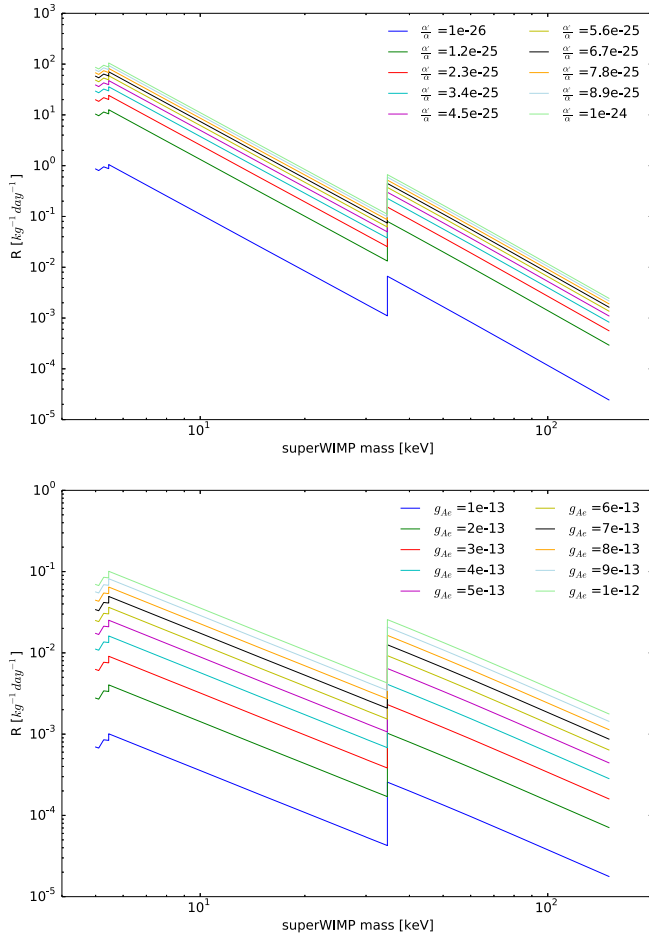 10^3
10^2
10^1
10^0
10^-1
10^-2
10^-3
10^-4
10^-5
R [kg^-1 day^-1]
α'/α =1e-26
α'/α =1.2e-25
α'/α =2.3e-25
α'/α =3.4e-25
α'/α =4.5e-25
α'/α =5.6e-25
α'/α =6.7e-25
α'/α =7.8e-25
α'/α =8.9e-25
α'/α =1e-24
10^1 10^2
superWIMP mass [keV]
10^0
10^-1
10^-2
10^-3
10^-4
10^-5
R [kg^-1 day^-1]
g_Ae =1e-13
g_Ae =2e-13
g_Ae =3e-13
g_Ae =4e-13
g_Ae =5e-13
g_Ae =6e-13
g_Ae =7e-13
g_Ae =8e-13
g_Ae =9e-13
g_Ae =1e-12
10^1 10^2
superWIMP mass [keV]